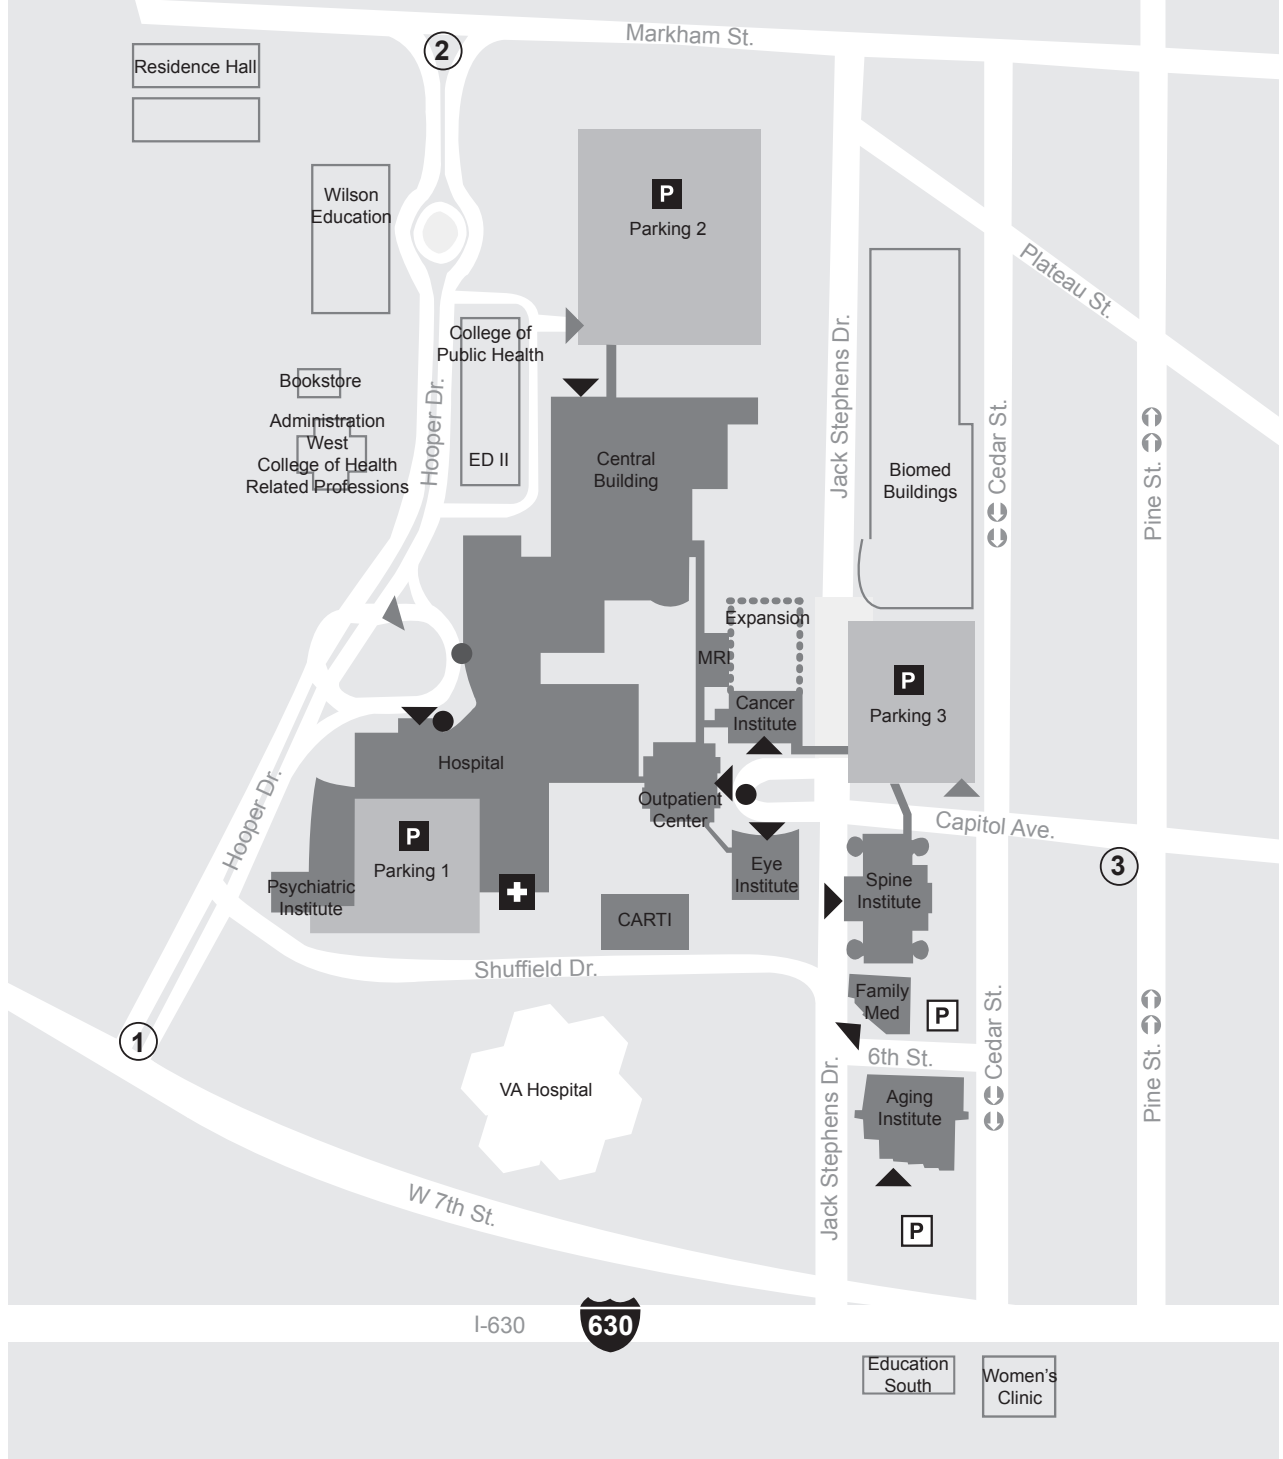 Markham St.
2
Residence Hall
Wilson
Education
P
Parking 2
Plateau St.
College of
Public Health
Jack Stephens Dr.
Bookstore
Hooper Dr.
Cedar St.
Pine St.
Administration
West
College of Health
Related Professions
ED II
Central
Building
Biomed
Buildings
Expansion
MRI
P
Parking 3
Cancer
Institute
Hospital
Hooper Dr.
Outpatient
Center
Capitol Ave.
P
Parking 1
3
Eye
Institute
Spine
Institute
Psychiatric
Institute
CARTI
Shuffield Dr.
Family
Med
P
Cedar St.
Pine St.
1
6th St.
VA Hospital
Jack Stephens Dr.
Aging
Institute
W 7th St.
P
I-630
630
Education
South
Women's
Clinic